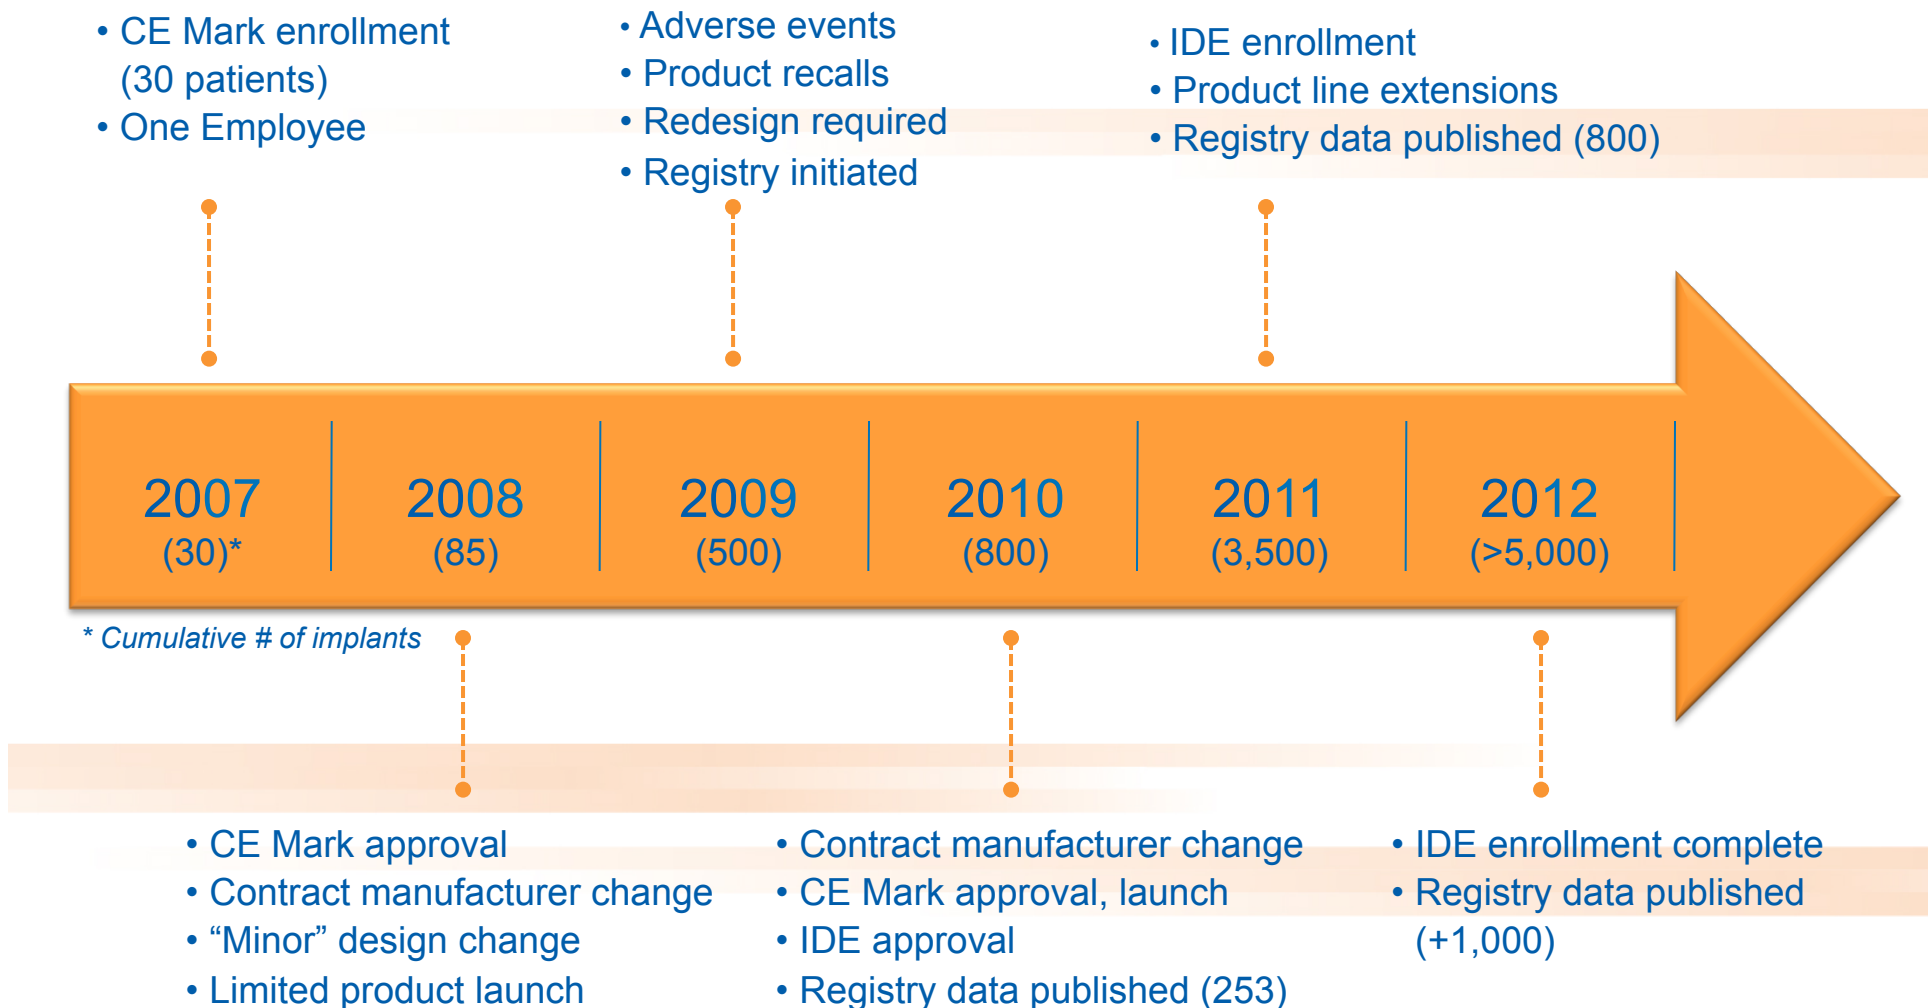 • CE Mark enrollment
(30 patients)
• One Employee
• Adverse events
• Product recalls
• Redesign required
• Registry initiated
• IDE enrollment
• Product line extensions
• Registry data published (800)
2007
(30)*
2008
(85)
2009
(500)
2010
(800)
2011
(3,500)
2012
(>5,000)
* Cumulative # of implants
• CE Mark approval
• Contract manufacturer change
• “Minor” design change
• Limited product launch
• Contract manufacturer change
• CE Mark approval, launch
• IDE approval
• Registry data published (253)
• IDE enrollment complete
• Registry data published
(+1,000)